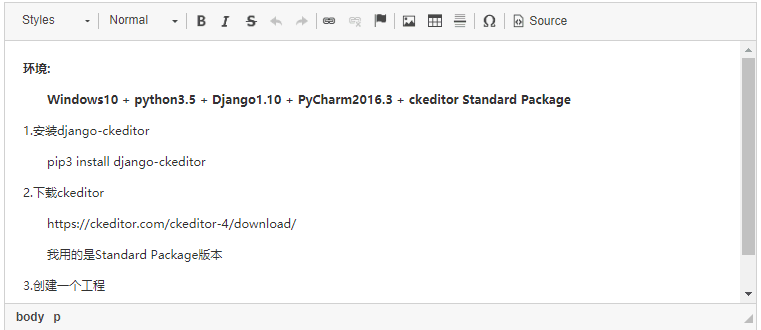 Styles Normal B I S Ω Source
环境:
Windows10 + python3.5 + Django1.10 + PyCharm2016.3 + ckeditor Standard Package
1.安装django-ckeditor
pip3 install django-ckeditor
2.下载ckeditor
https://ckeditor.com/ckeditor-4/download/
我用的是Standard Package版本
3.创建一个工程
body p